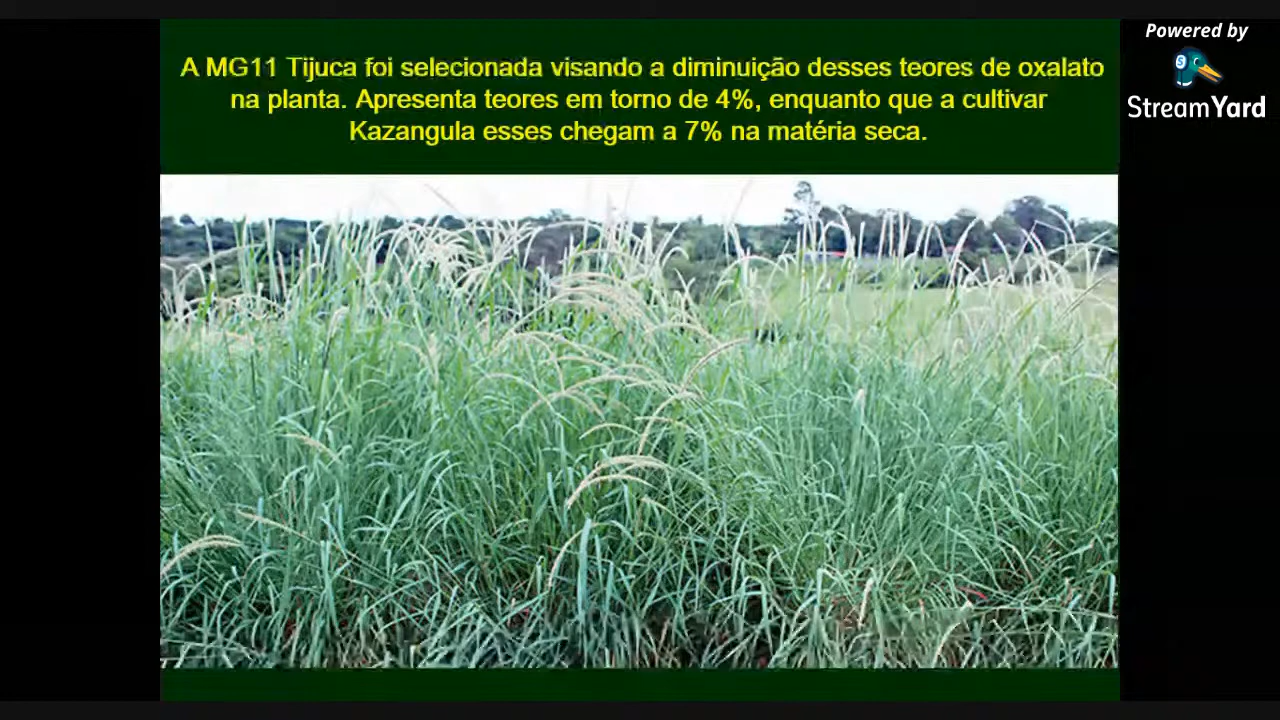 Powered by
StreamYard
A MG11 Tijuca foi selecionada visando a diminuição desses teores de oxalato
na planta. Apresenta teores em torno de 4%, enquanto que a cultivar
Kazangula esses chegam a 7% na matéria seca.